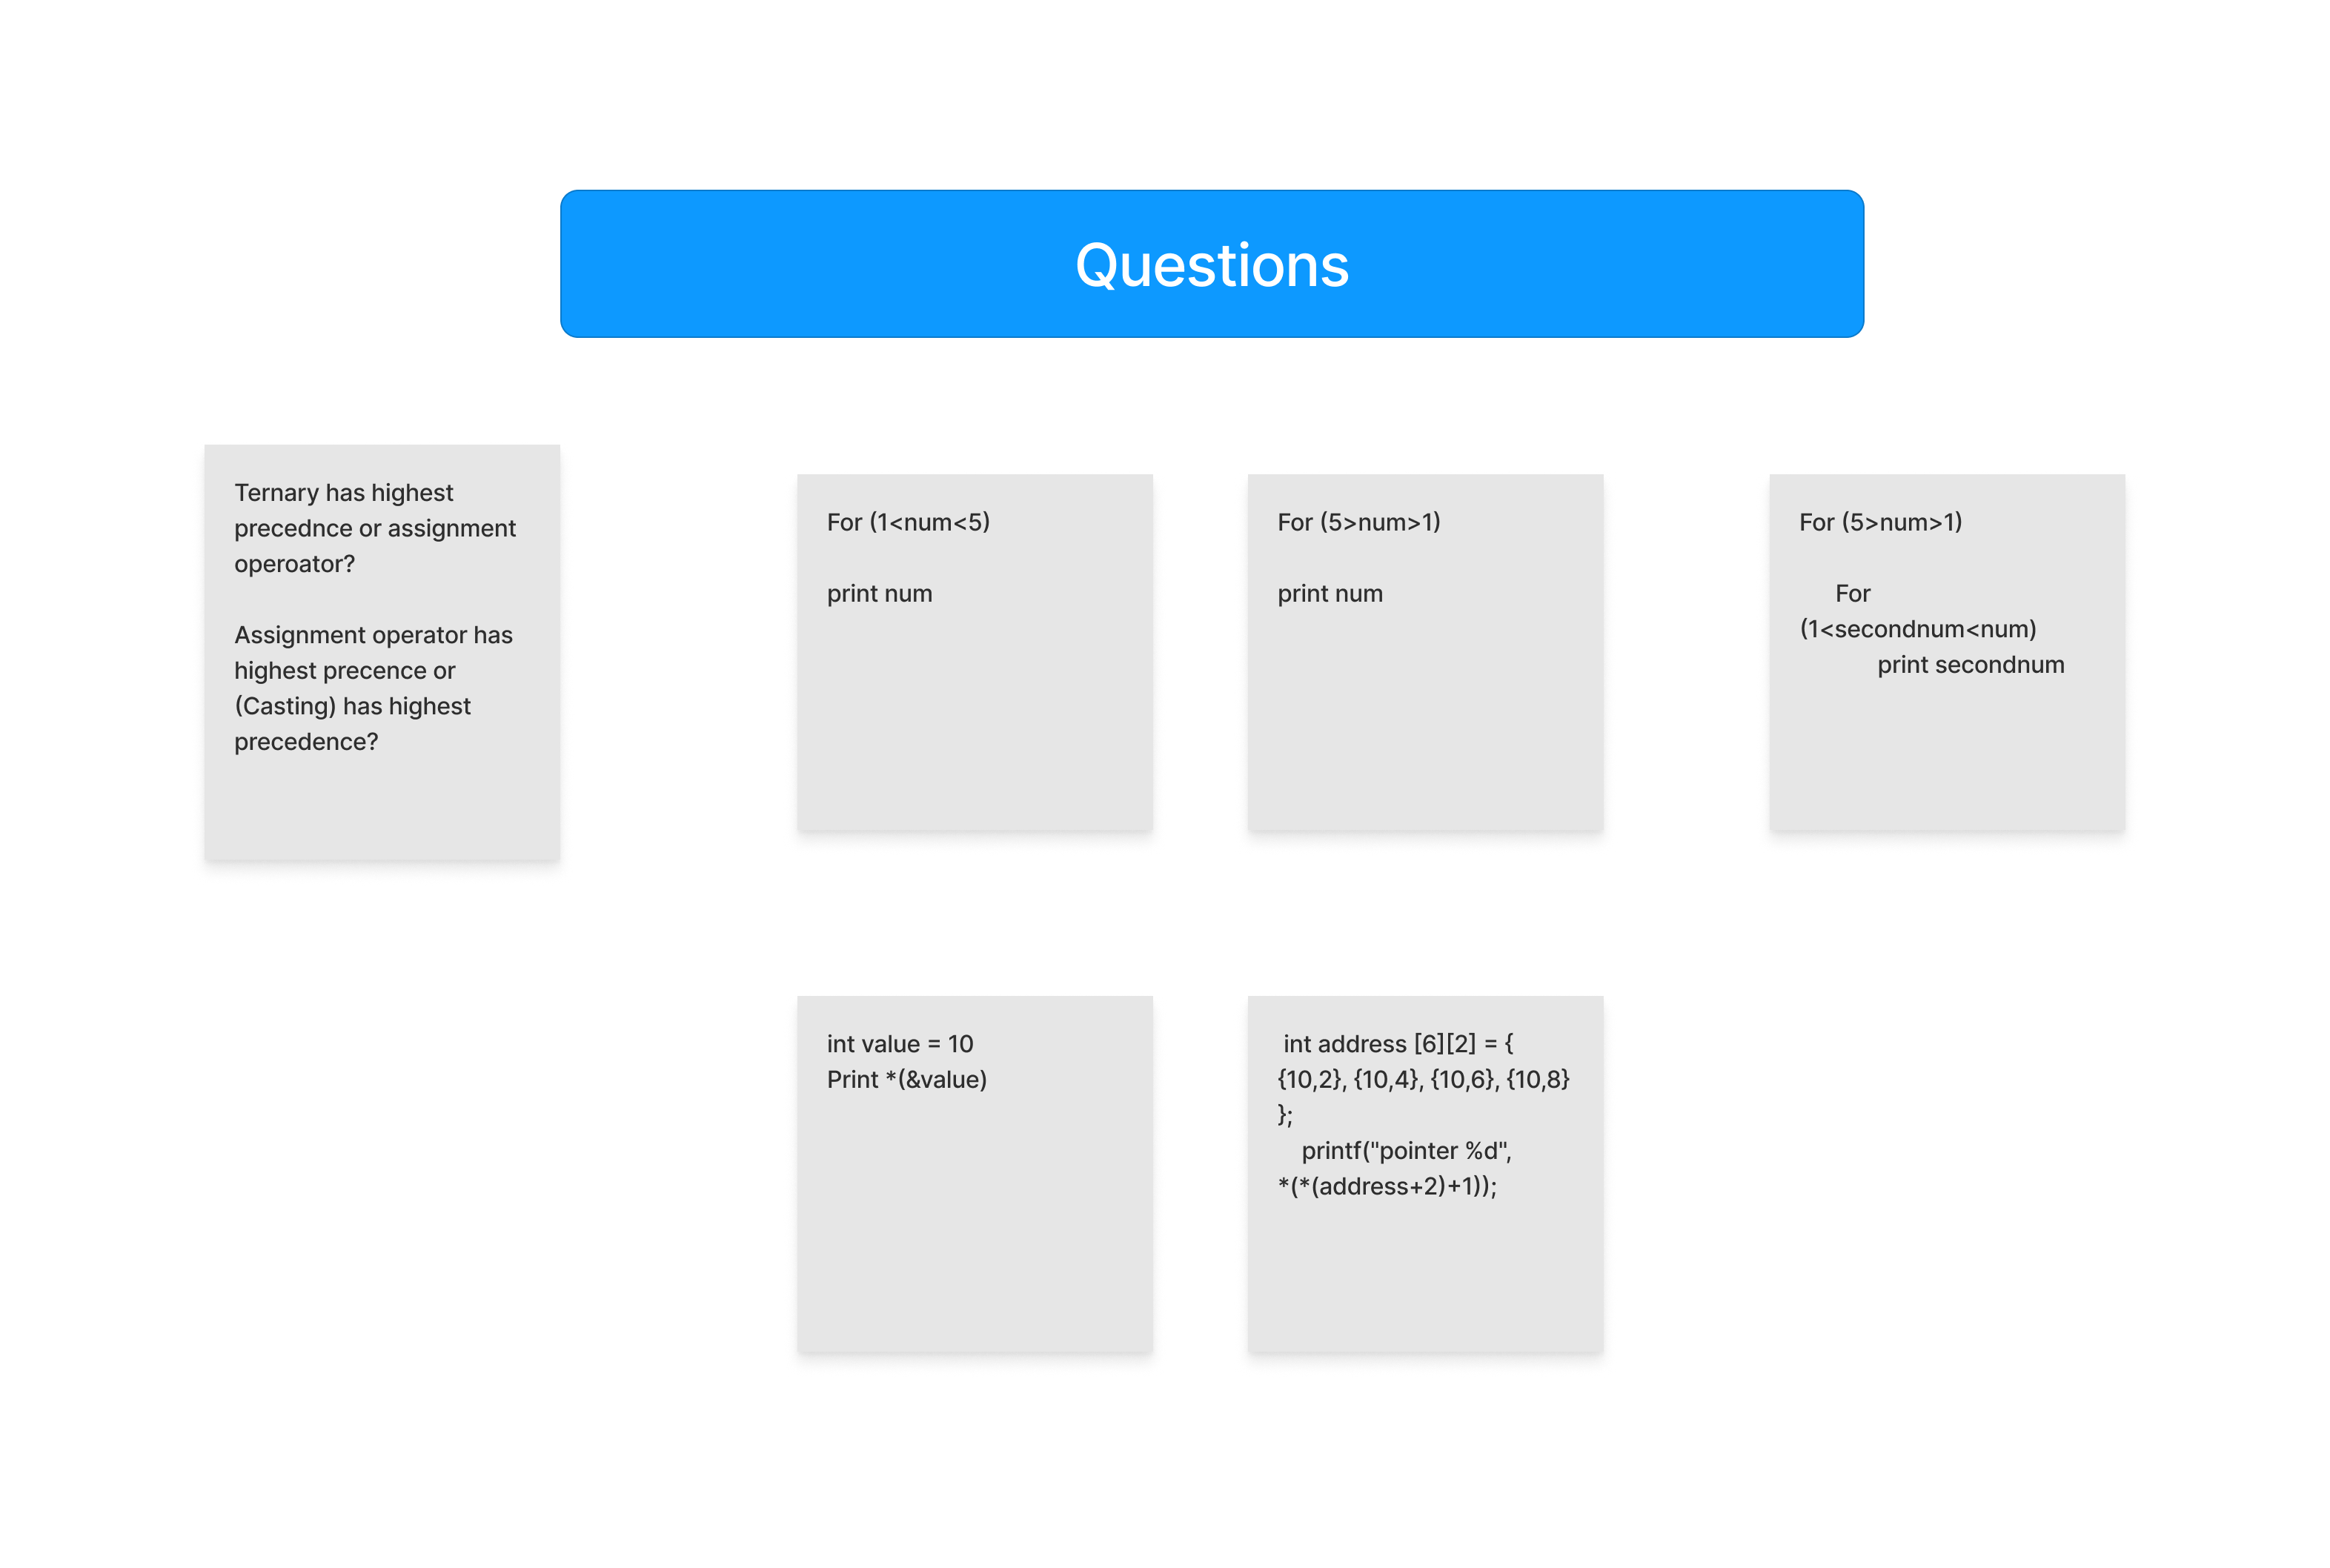 Questions
Ternary has highest
precednce or assignment
operoator?
Assignment operator has
highest precence or
(Casting) has highest
precedence?
For (1<num<5)
print num
For (5>num>1)
print num
For (5>num>1)
For
(1<secondnum<num)
print secondnum
int value = 10
Print *(&value)
int address [6][2] = {
{10,2}, {10,4}, {10,6}, {10,8}
};
printf("pointer %d",
*(*(address+2)+1));